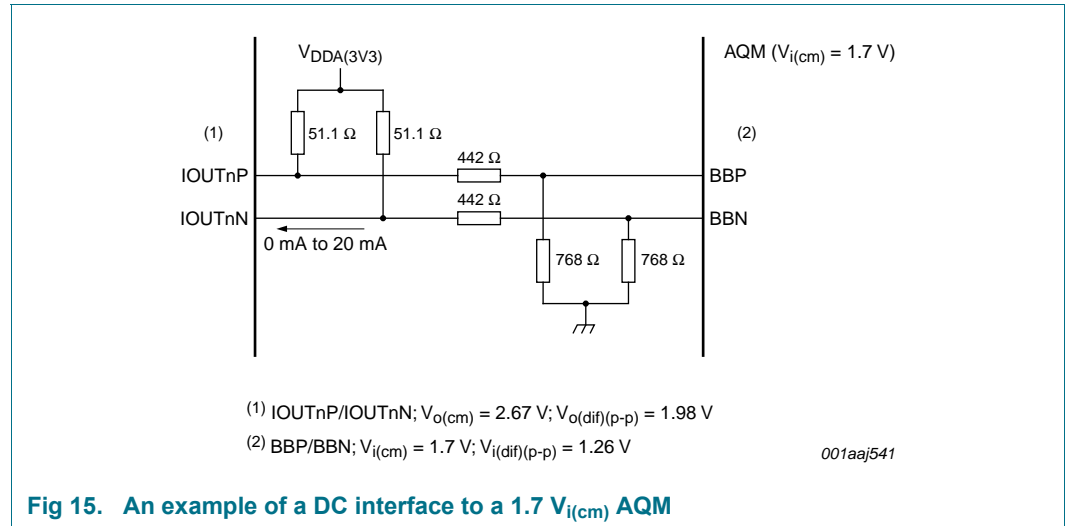 VDDA(3V3)
AQM (Vi(cm) = 1.7 V)
(1)
51.1 Ω
51.1 Ω
(2)
442 Ω
IOUTnP
BBP
442 Ω
IOUTnN
BBN
0 mA to 20 mA
768 Ω
768 Ω
(1) IOUTnP/IOUTnN; Vo(cm) = 2.67 V; Vo(dif)(p-p) = 1.98 V
(2) BBP/BBN; Vi(cm) = 1.7 V; Vi(dif)(p-p) = 1.26 V
001aaj541
Fig 15. An example of a DC interface to a 1.7 Vi(cm) AQM